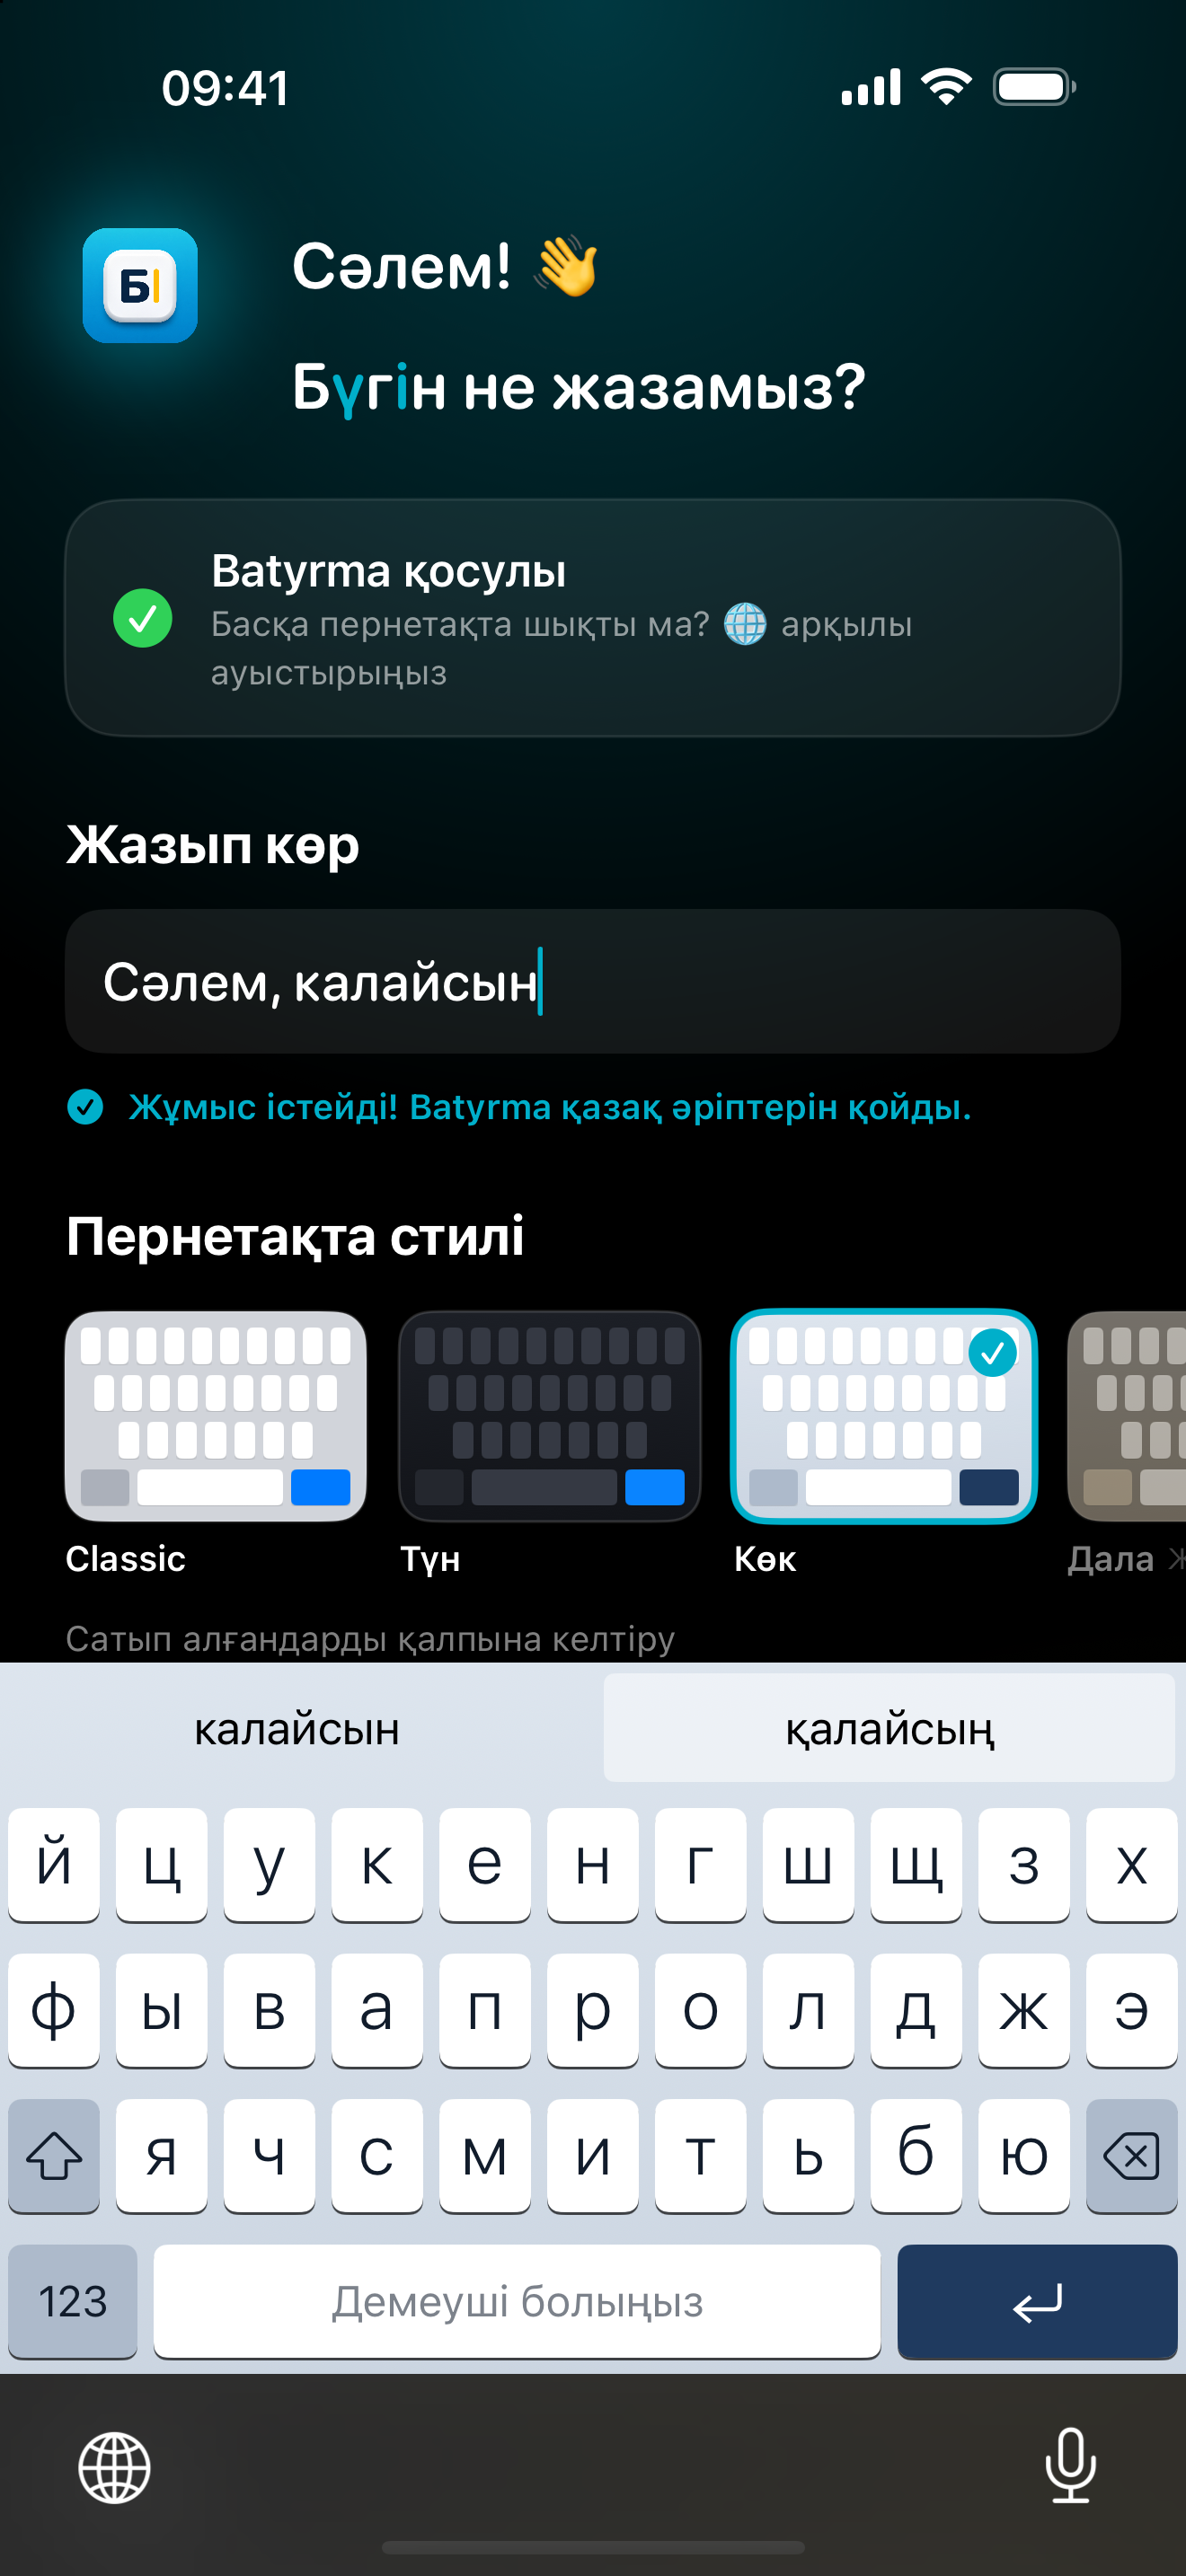 09:41
БІ
Сәлем! 👋
Бүгін не жазамыз?
Batyrma қосулы
Басқа пернетақта шықты ма? 🌐 арқылы
ауыстырыңыз
Жазып көр
Сәлем, калайсын
Жұмыс істейді! Batyrma қазақ әріптерін қойды.
Пернетақта стилі
Classic Түн Көк Дала
Сатып алғандарды қалпына келтіру
калайсын қалайсың
й ц у к е н г ш щ з х
ф ы в а п р о л д ж э
я ч с м и т ь б ю
123 Демеуші болыңыз